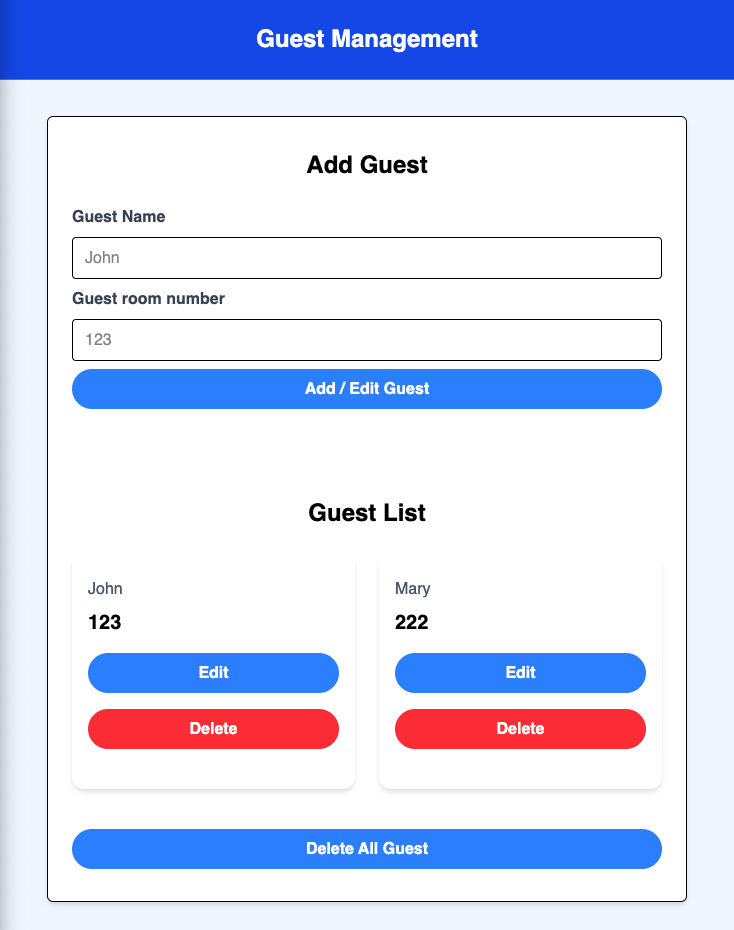 Guest Management
Add Guest
Guest Name
John
Guest room number
123
Add / Edit Guest
Guest List
John
123
Edit
Delete
Mary
222
Edit
Delete
Delete All Guest